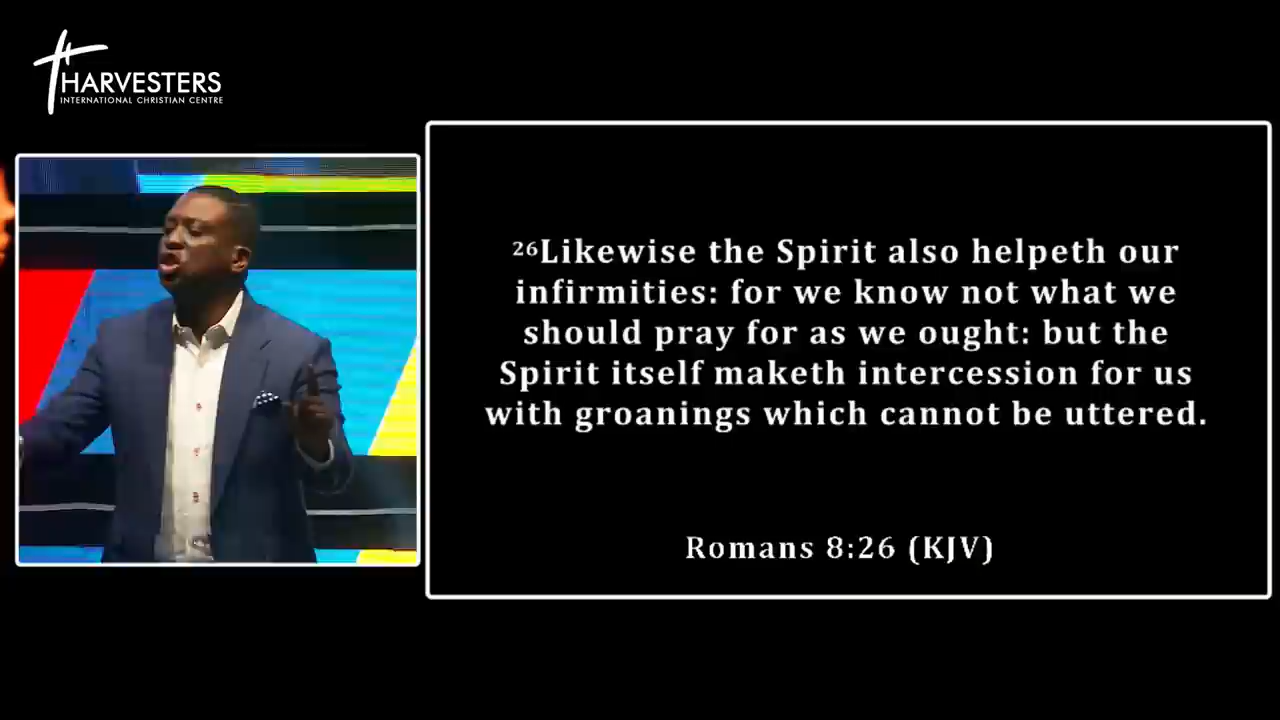 HARVESTERS
INTERNATIONAL CHRISTIAN CENTRE
²⁶Likewise the Spirit also helpeth our
infirmities: for we know not what we
should pray for as we ought: but the
Spirit itself maketh intercession for us
with groanings which cannot be uttered.
Romans 8:26 (KJV)